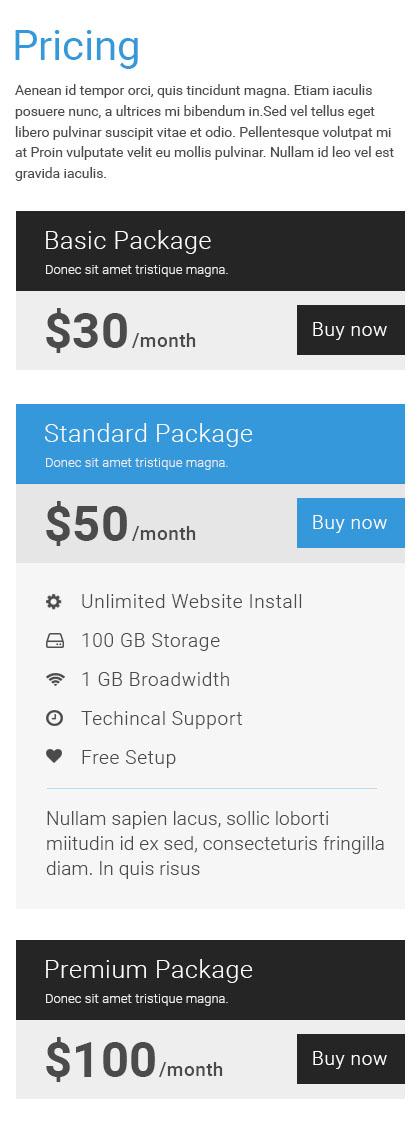 Pricing
Aenean id tempor orci, quis tincidunt magna. Etiam iaculis
posuere nunc, a ultrices mi bibendum in.Sed vel tellus eget
libero pulvinar suscipit vitae et odio. Pellentesque volutpat mi
at Proin vulputate velit eu mollis pulvinar. Nullam id leo vel est
gravida iaculis.
Basic Package
Donec sit amet tristique magna.
$30/month
Buy now
Standard Package
Donec sit amet tristique magna.
$50/month
Buy now
Unlimited Website Install
100 GB Storage
1 GB Broadwidth
Techincal Support
Free Setup
Nullam sapien lacus, sollic loborti
miitudin id ex sed, consecteturis fringilla
diam. In quis risus
Premium Package
Donec sit amet tristique magna.
$100/month
Buy now